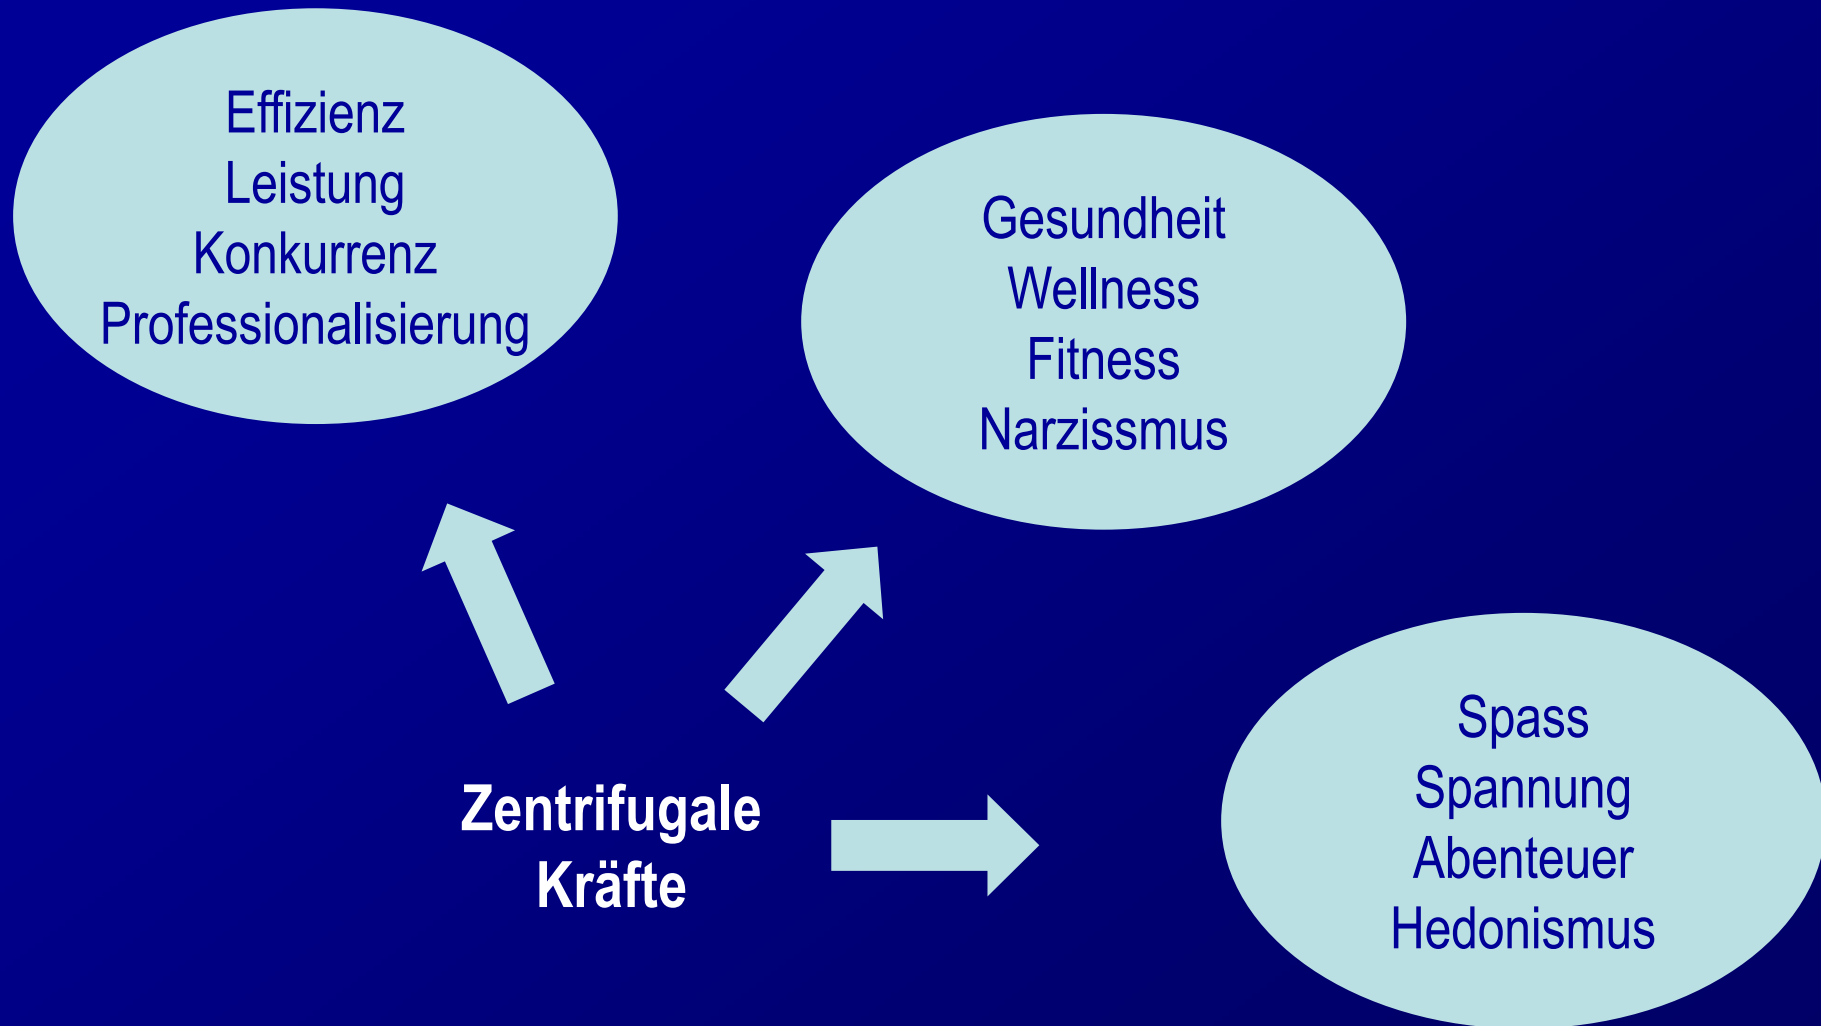 Effizienz
Leistung
Konkurrenz
Professionalisierung
Gesundheit
Wellness
Fitness
Narzissmus
Zentrifugale
Kräfte
Spass
Spannung
Abenteuer
Hedonismus